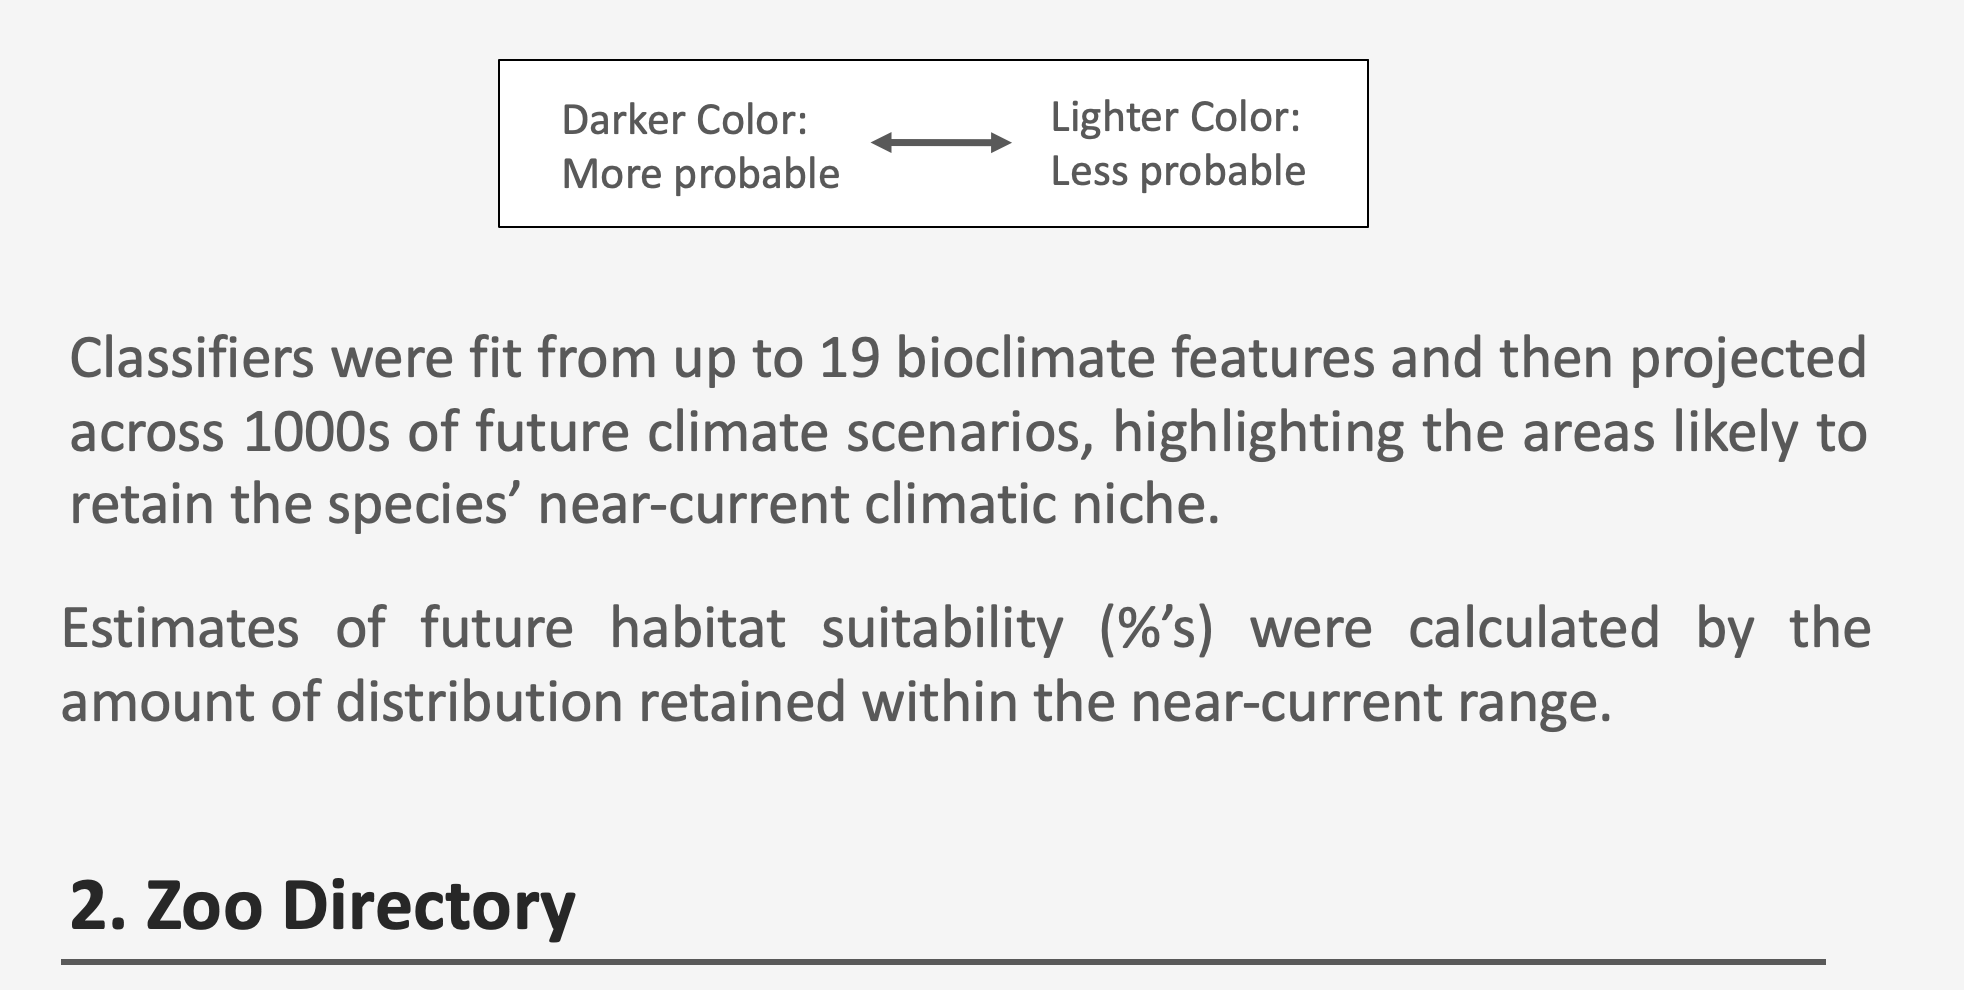 Darker Color:
More probable
Lighter Color:
Less probable
Classifiers were fit from up to 19 bioclimate features and then projected
across 1000s of future climate scenarios, highlighting the areas likely to
retain the species’ near-current climatic niche.
Estimates of future habitat suitability (%’s) were calculated by the
amount of distribution retained within the near-current range.
2. Zoo Directory